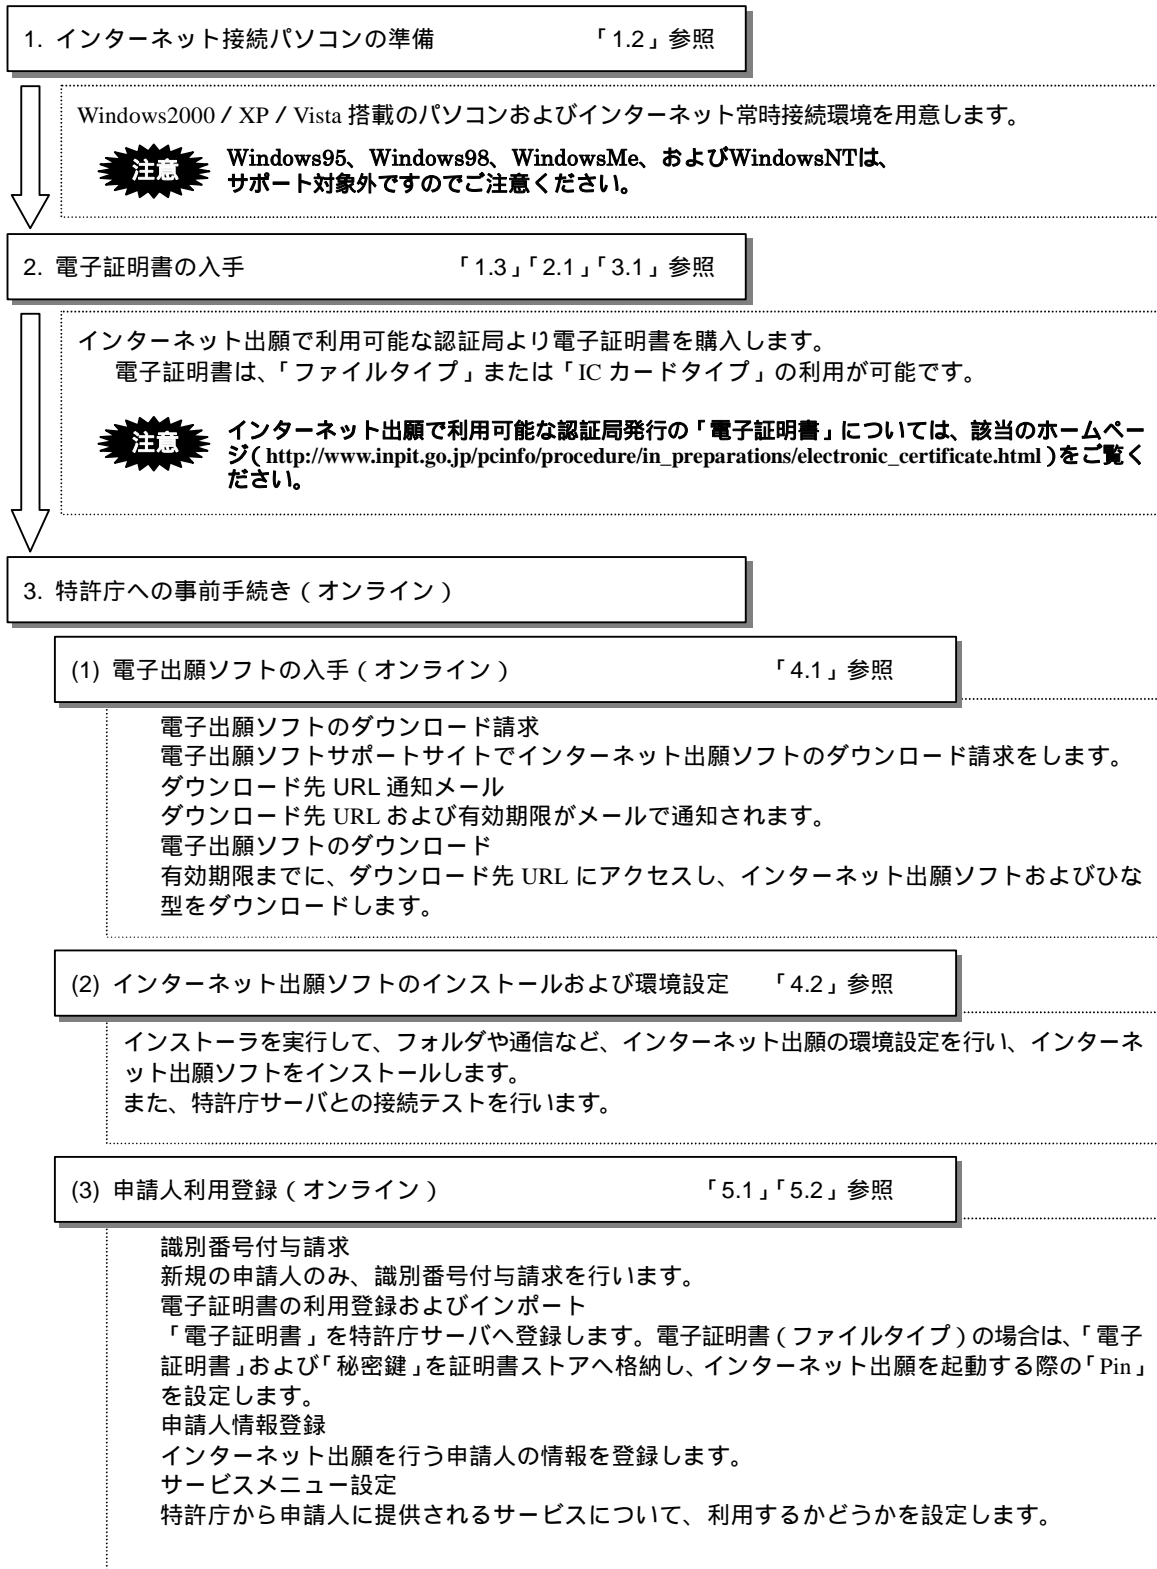 1. インターネット接続パソコンの準備 「1.2」参照
Windows2000／XP／Vista 搭載のパソコンおよびインターネット常時接続環境を用意します。
注意
Windows95、Windows98、WindowsMe、およびWindowsNTは、
サポート対象外ですのでご注意ください。
2. 電子証明書の入手 「1.3」「2.1」「3.1」参照
インターネット出願で利用可能な認証局より電子証明書を購入します。
電子証明書は、「ファイルタイプ」または「IC カードタイプ」の利用が可能です。
注意
インターネット出願で利用可能な認証局発行の「電子証明書」については、該当のホームペー
ジ（http://www.inpit.go.jp/pcinfo/procedure/in_preparations/electronic_certificate.html）をご覧く
ださい。
3. 特許庁への事前手続き（オンライン）
(1) 電子出願ソフトの入手（オンライン） 「4.1」参照
電子出願ソフトのダウンロード請求
電子出願ソフトサポートサイトでインターネット出願ソフトのダウンロード請求をします。
ダウンロード先 URL 通知メール
ダウンロード先 URL および有効期限がメールで通知されます。
電子出願ソフトのダウンロード
有効期限までに、ダウンロード先 URL にアクセスし、インターネット出願ソフトおよびひな
型をダウンロードします。
(2) インターネット出願ソフトのインストールおよび環境設定 「4.2」参照
インストーラを実行して、フォルダや通信など、インターネット出願の環境設定を行い、インターネ
ット出願ソフトをインストールします。
また、特許庁サーバとの接続テストを行います。
(3) 申請人利用登録（オンライン） 「5.1」「5.2」参照
識別番号付与請求
新規の申請人のみ、識別番号付与請求を行います。
電子証明書の利用登録およびインポート
「電子証明書」を特許庁サーバへ登録します。電子証明書（ファイルタイプ）の場合は、「電子
証明書」および「秘密鍵」を証明書ストアへ格納し、インターネット出願を起動する際の「Pin」
を設定します。
申請人情報登録
インターネット出願を行う申請人の情報を登録します。
サービスメニュー設定
特許庁から申請人に提供されるサービスについて、利用するかどうかを設定します。